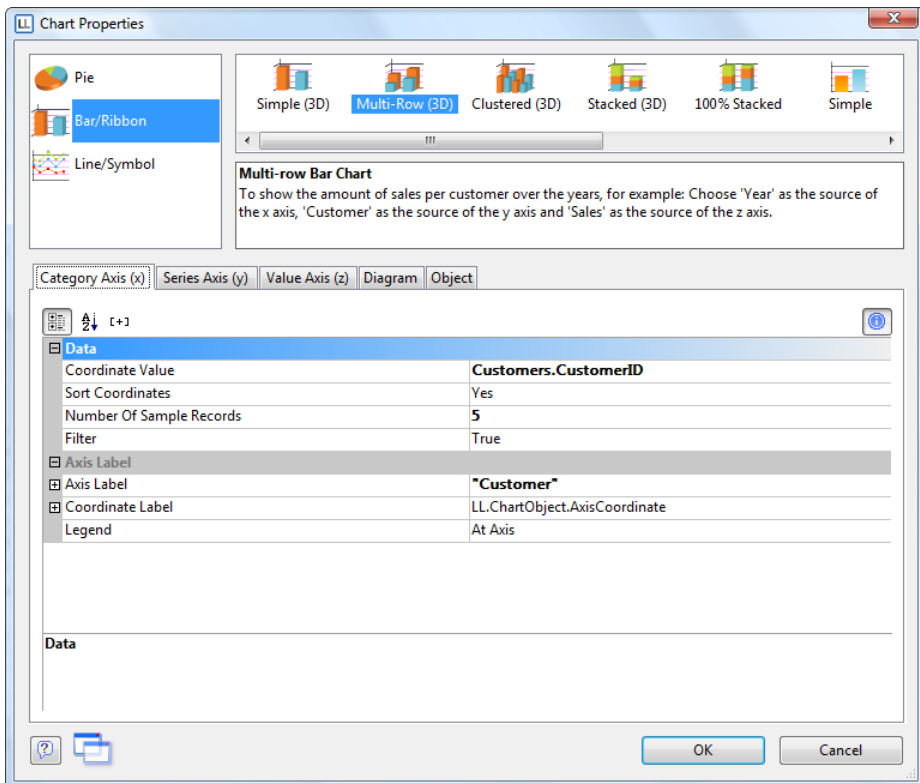 LL Chart Properties
Pie
Bar/Ribbon
Line/Symbol
Simple (3D) Multi-Row (3D) Clustered (3D) Stacked (3D) 100% Stacked Simple
Multi-row Bar Chart
To show the amount of sales per customer over the years, for example: Choose 'Year' as the source of
the x axis, 'Customer' as the source of the y axis and 'Sales' as the source of the z axis.
Category Axis (x) Series Axis (y) Value Axis (z) Diagram Object
A Z [+]
Data
Coordinate Value Customers.CustomerID
Sort Coordinates Yes
Number Of Sample Records 5
Filter True
Axis Label
Axis Label "Customer"
Coordinate Label LL.ChartObject.AxisCoordinate
Legend At Axis
Data
OK Cancel